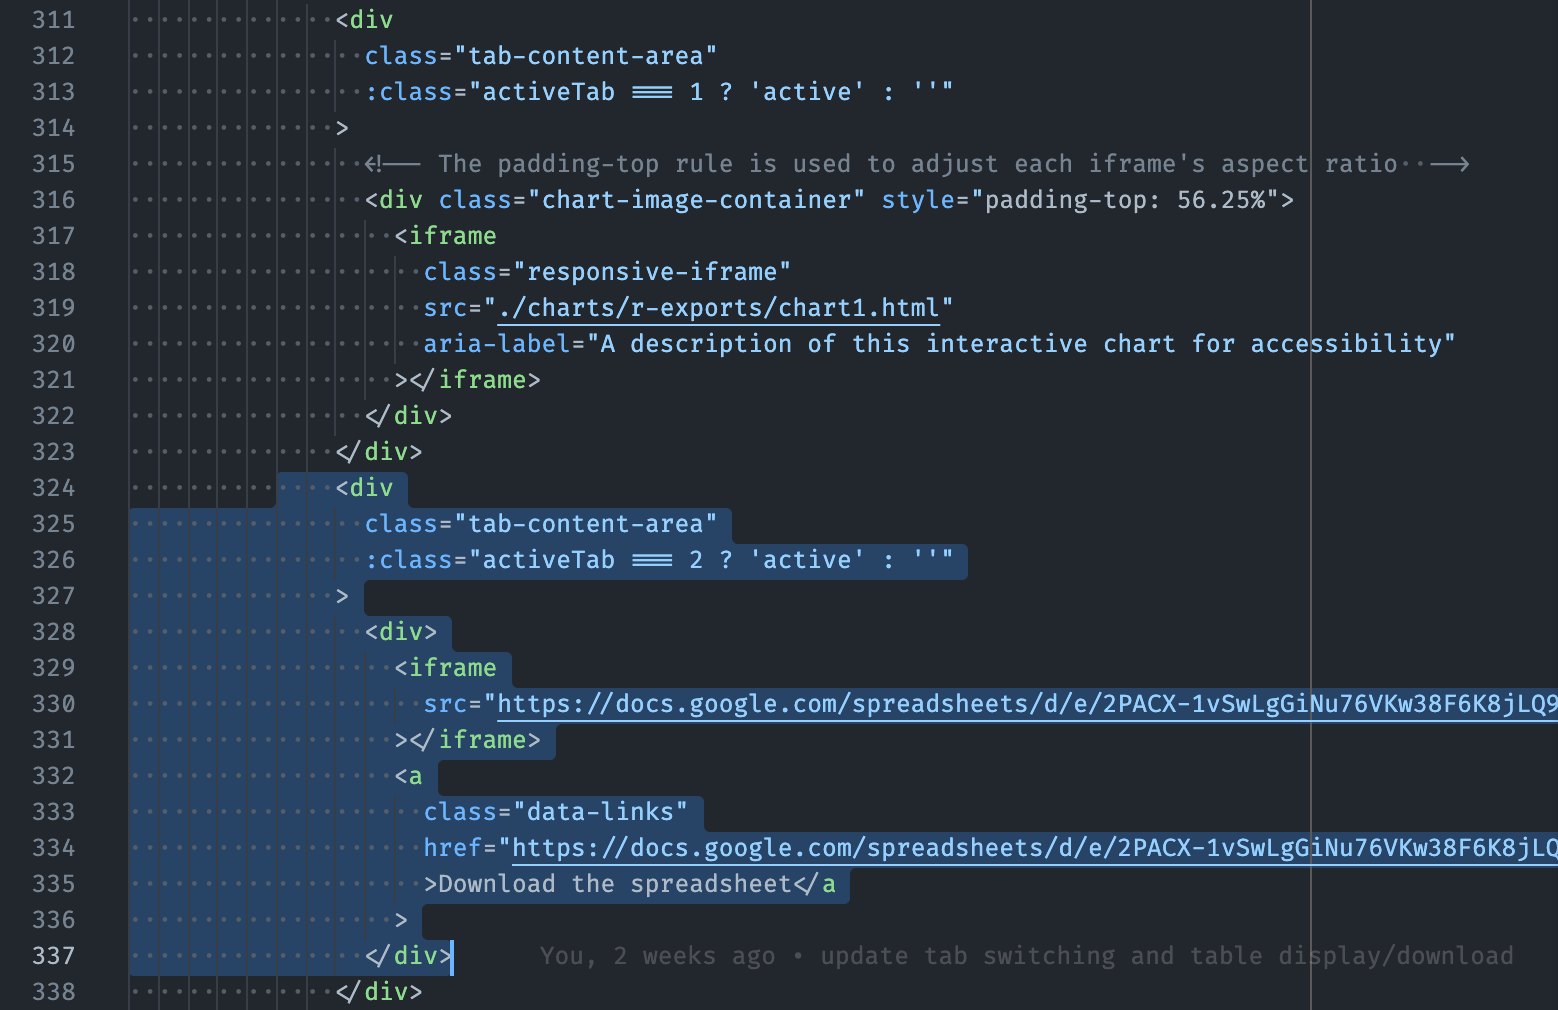 311 <div
312 class="tab-content-area"
313 :class="activeTab === 1 ? 'active' : ''"
314 >
315 <!-- The padding-top rule is used to adjust each iframe's aspect ratio  -->
316 <div class="chart-image-container" style="padding-top: 56.25%">
317 <iframe
318 class="responsive-iframe"
319 src="./charts/r-exports/chart1.html"
320 aria-label="A description of this interactive chart for accessibility"
321 ></iframe>
322 </div>
323 </div>
324 <div
325 class="tab-content-area"
326 :class="activeTab === 2 ? 'active' : ''"
327 >
328 <div>
329 <iframe
330 src="https://docs.google.com/spreadsheets/d/e/2PACX-1vSwLgGiNu76VKw38F6K8jLQ9
331 ></iframe>
332 <a
333 class="data-links"
334 href="https://docs.google.com/spreadsheets/d/e/2PACX-1vSwLgGiNu76VKw38F6K8jLQ
335 >Download the spreadsheet</a
336 >
337 </div> You, 2 weeks ago • update tab switching and table display/download
338 </div>